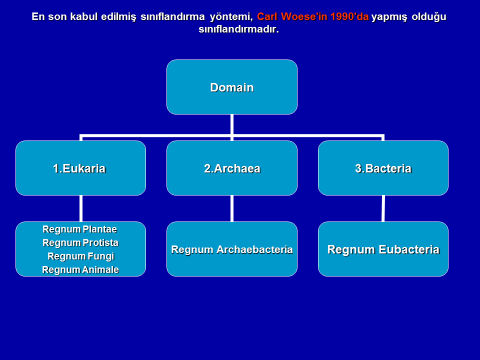 En son kabul edilmiş sınıflandırma yöntemi, Carl Woese'in 1990'da yapmış olduğu
sınıflandırmadır.
Domain
1.Eukaria
2.Archaea
3.Bacteria
Regnum Plantae
Regnum Protista
Regnum Fungi
Regnum Animale
Regnum Archaebacteria
Regnum Eubacteria